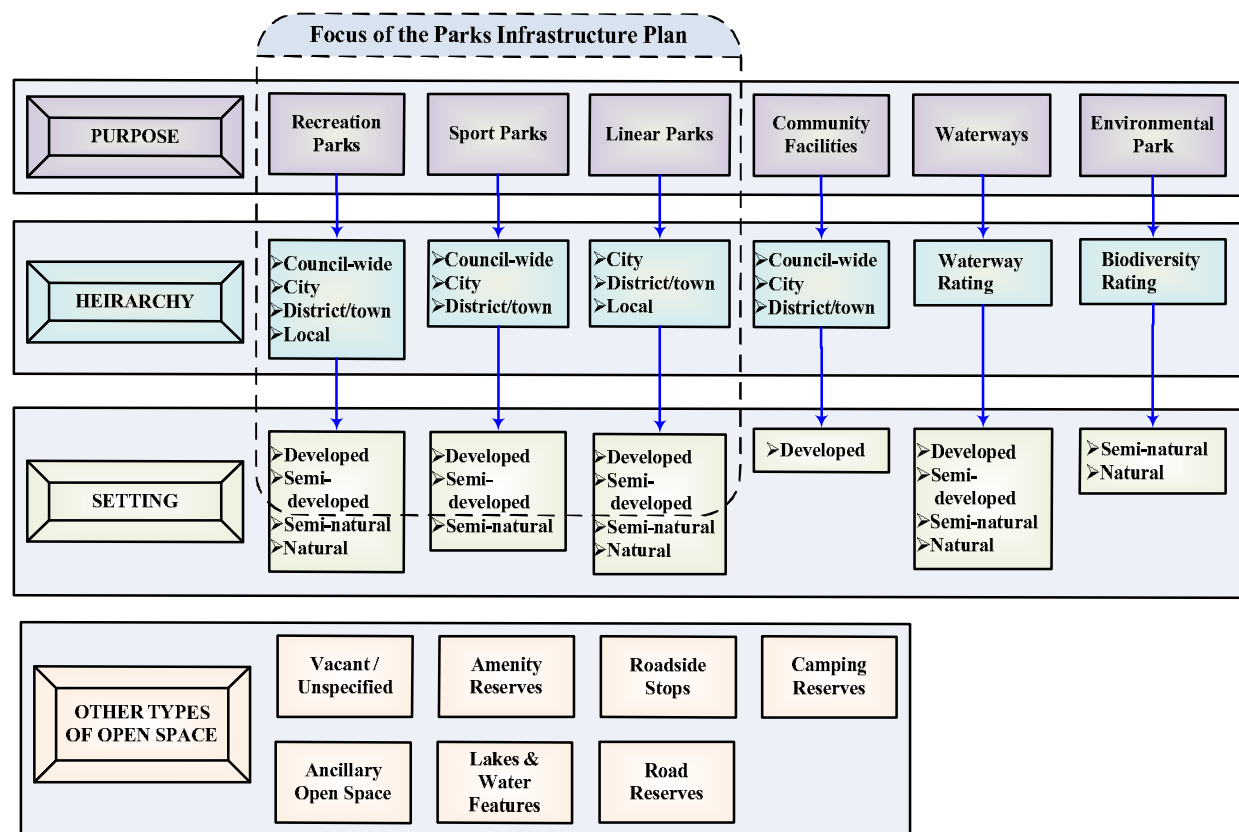 Focus of the Parks Infrastructure Plan
PURPOSE
Recreation
Parks
Sport Parks
Linear Parks
Community
Facilities
Waterways
Environmental
Park
HEIRARCHY
➢Council-wide
➢City
➢District/town
➢Local
➢Council-wide
➢City
➢District/town
➢City
➢District/town
➢Local
➢Council-wide
➢City
➢District/town
Waterway
Rating
Biodiversity
Rating
SETTING
➢Developed
➢Semi-
developed
➢Semi-natural
➢Natural
➢Developed
➢Semi-
developed
➢Semi-natural
➢Developed
➢Semi-
developed
➢Semi-natural
➢Natural
➢Developed
➢Developed
➢Semi-
developed
➢Semi-natural
➢Natural
➢Semi-natural
➢Natural
OTHER TYPES
OF OPEN SPACE
Vacant /
Unspecified
Amenity
Reserves
Roadside
Stops
Camping
Reserves
Ancillary
Open Space
Lakes &
Water
Features
Road
Reserves